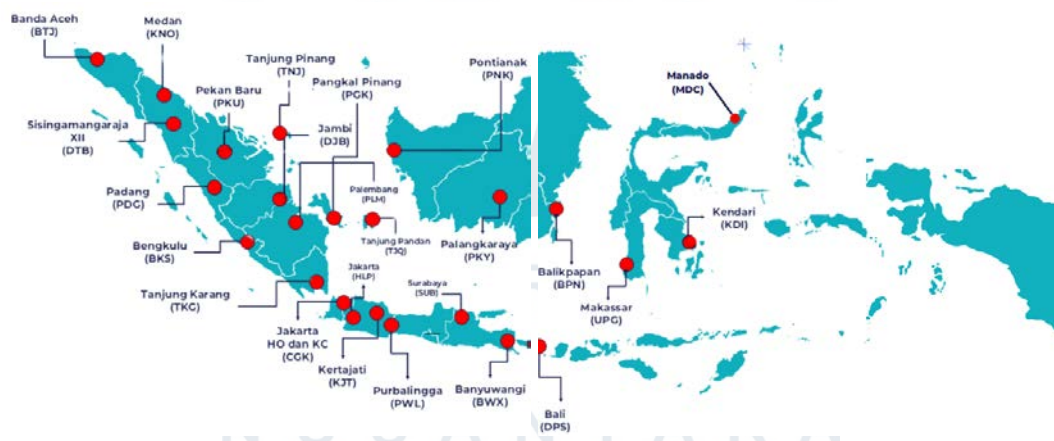 Banda Aceh
(BTJ)
Medan
(KNO)
Tanjung Pinang
(TNJ)
Pangkal Pinang
(PGK)
Pontianak
(PNK)
Manado
(MDC)
Pekan Baru
(PKU)
Sisingamangaraja
XII
(DTB)
Jambi
(DJB)
Padang
(PDG)
Palembang
(PLM)
Kendari
(KDI)
Bengkulu
(BKS)
Tanjung Pandan
(TJQ)
Palangkaraya
(PKY)
Balikpapan
(BPN)
Jakarta
(HLP)
Surabaya
(SUB)
Tanjung Karang
(TKG)
Makassar
(UPG)
Jakarta
HO dan KC
(CGK)
Kertajati
(KJT)
Purbalingga
(PWL)
Banyuwangi
(BWX)
Bali
(DPS)